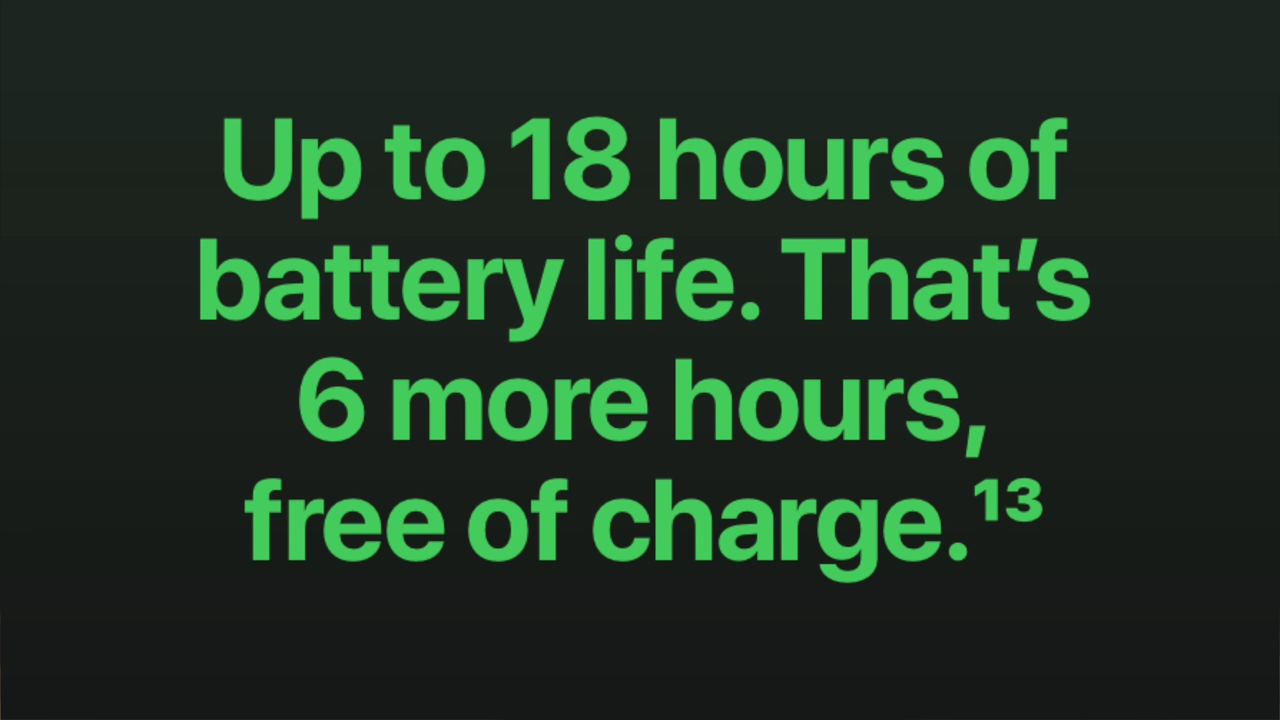 Up to 18 hours of
battery life. That’s
6 more hours,
free of charge.¹³